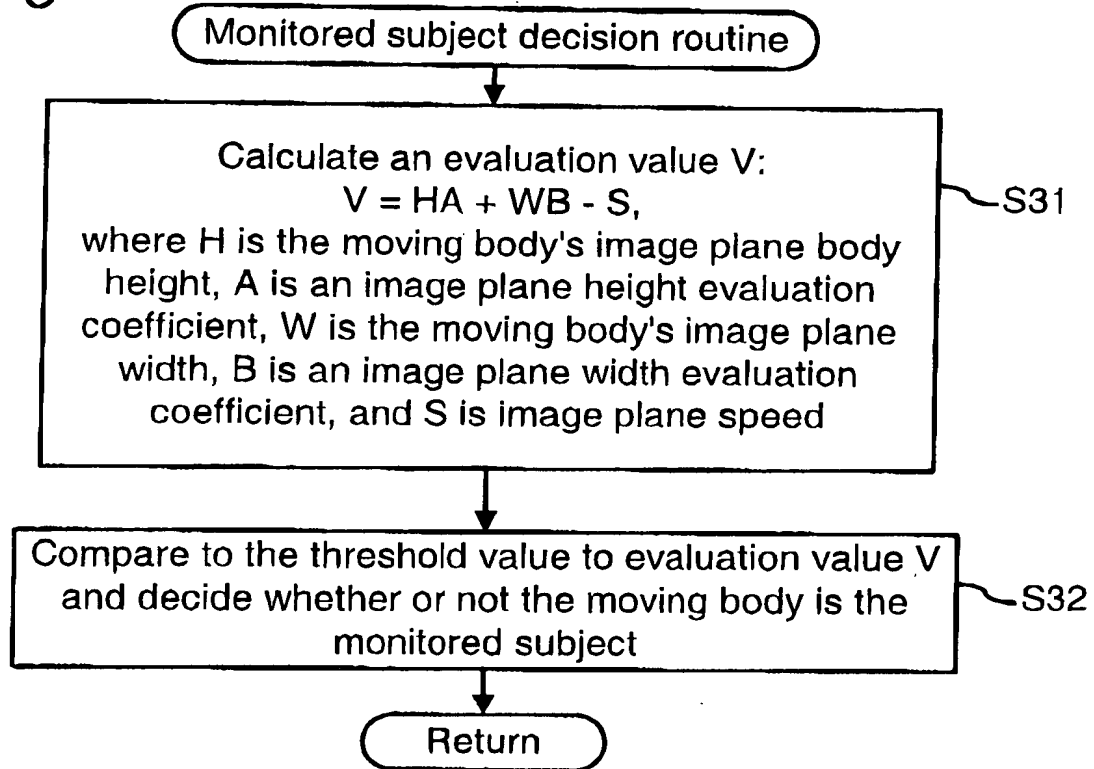 Monitored subject decision routine
Calculate an evaluation value V:
V = HA + WB - S,
where H is the moving body's image plane body
height, A is an image plane height evaluation
coefficient, W is the moving body's image plane
width, B is an image plane width evaluation
coefficient, and S is image plane speed
S31
Compare to the threshold value to evaluation value V
and decide whether or not the moving body is the
monitored subject
S32
Return